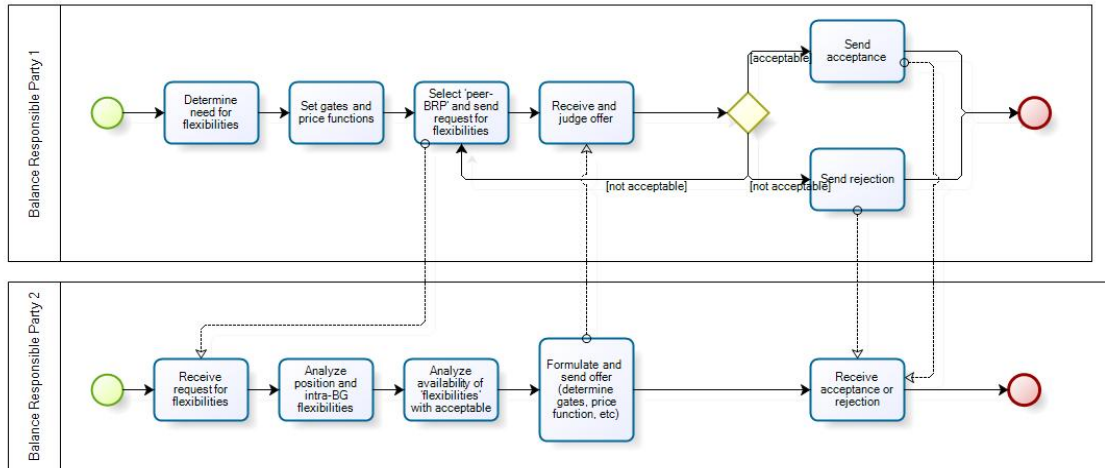 Balance Responsible Party 1
Determine
need for
flexibilities
Set gates and
price functions
Select 'peer-
BRP' and send
request for
flexibilities
Receive and
judge offer
[acceptable]
Send
acceptance
[not acceptable]
[not acceptable]
Send rejection
Balance Responsible Party 2
Receive
request for
flexibilities
Analyze
position and
intra-BG
flexibilities
Analyze
availability of
'flexibilities'
with acceptable
Formulate and
send offer
(determine
gates, price
function, etc)
Receive
acceptance or
rejection